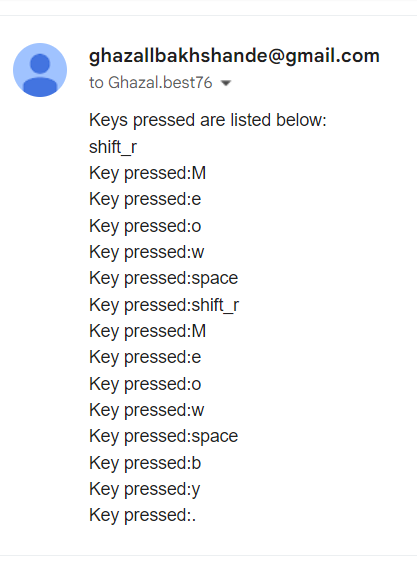 ghazallbakhshande@gmail.com
to Ghazal.best76
Keys pressed are listed below:
shift_r
Key pressed:M
Key pressed:e
Key pressed:o
Key pressed:w
Key pressed:space
Key pressed:shift_r
Key pressed:M
Key pressed:e
Key pressed:o
Key pressed:w
Key pressed:space
Key pressed:b
Key pressed:y
Key pressed:.